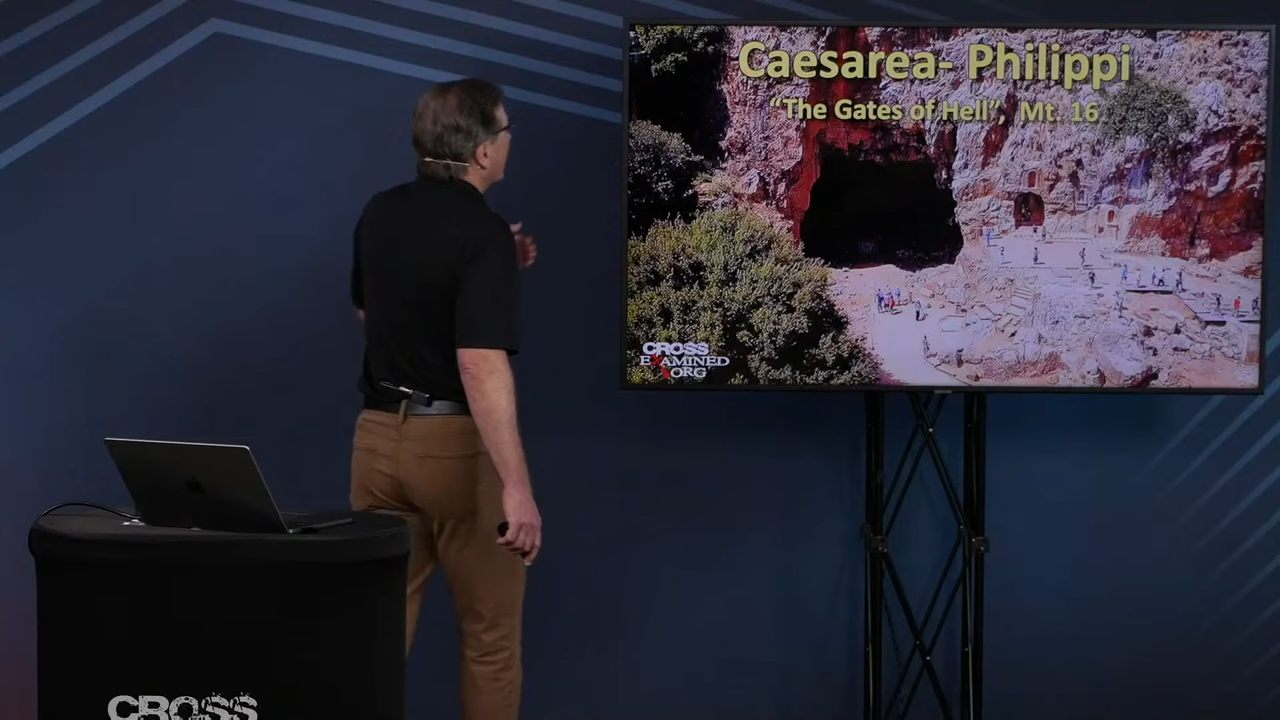 Caesarea- Philippi
“The Gates of Hell”, Mt. 16
CROSS
EXAMINED
.ORG
CROSS